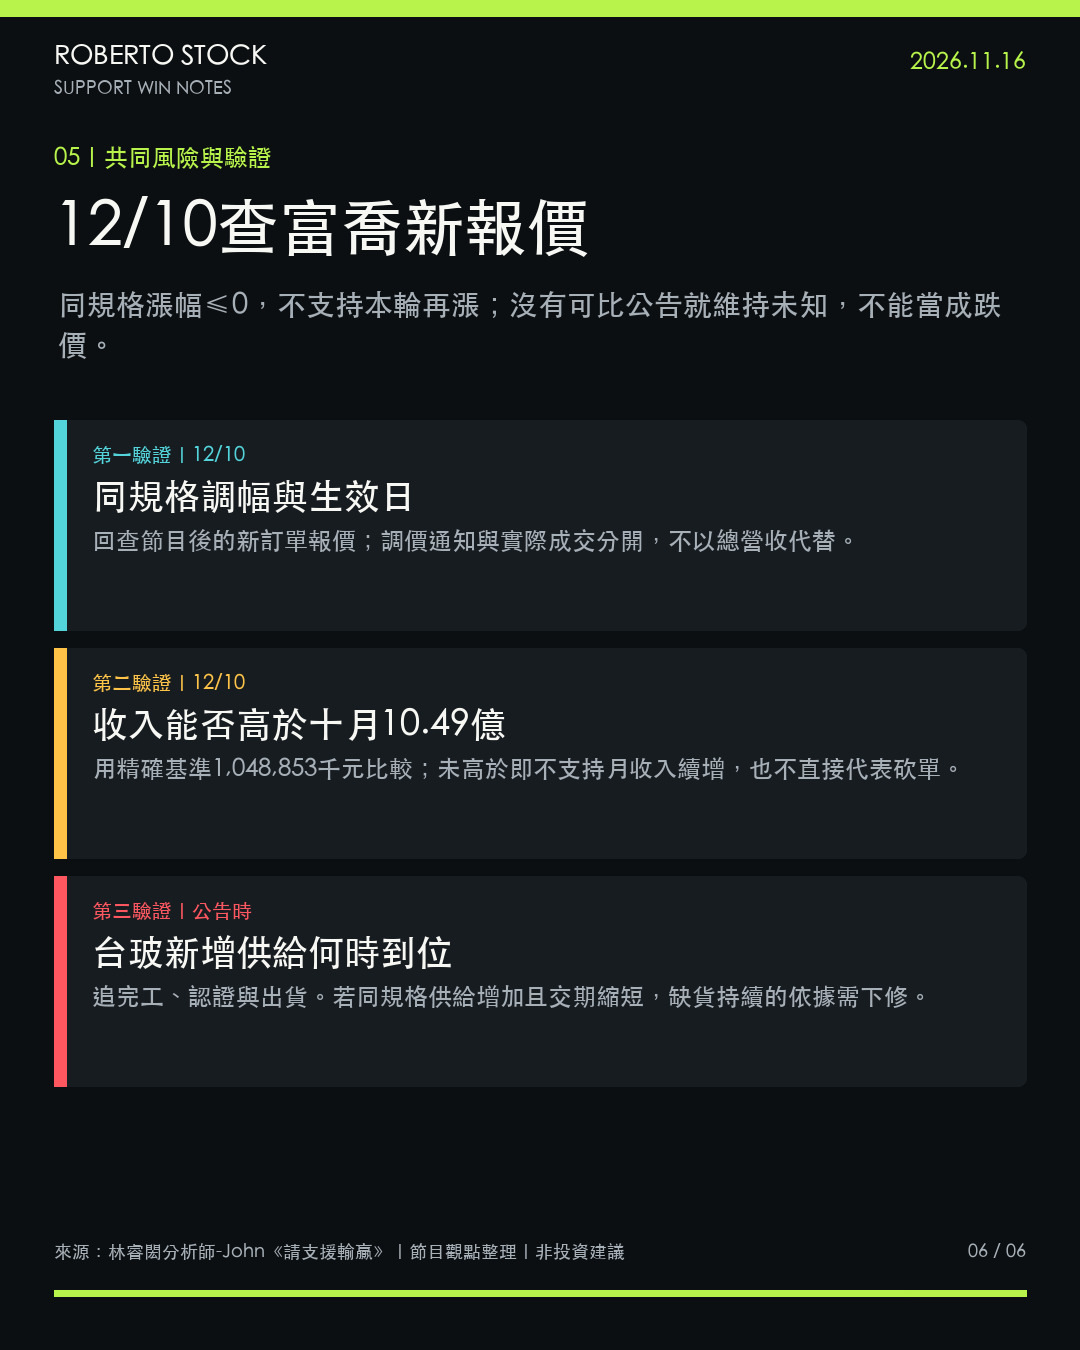 ROBERTO STOCK
SUPPORT WIN NOTES
2026.11.16
05｜共同風險與驗證
12/10查富喬新報價
同規格漲幅≤0，不支持本輪再漲；沒有可比公告就維持未知，不能當成跌
價。
第一驗證｜12/10
同規格調幅與生效日
回查節目後的新訂單報價；調價通知與實際成交分開，不以總營收代替。
第二驗證｜12/10
收入能否高於十月10.49億
用精確基準1,048,853千元比較；未高於即不支持月收入續增，也不直接代表砍單。
第三驗證｜公告時
台玻新增供給何時到位
追完工、認證與出貨。若同規格供給增加且交期縮短，缺貨持續的依據需下修。
來源：林睿閎分析師-John《請支援輸贏》｜節目觀點整理｜非投資建議
06 / 06